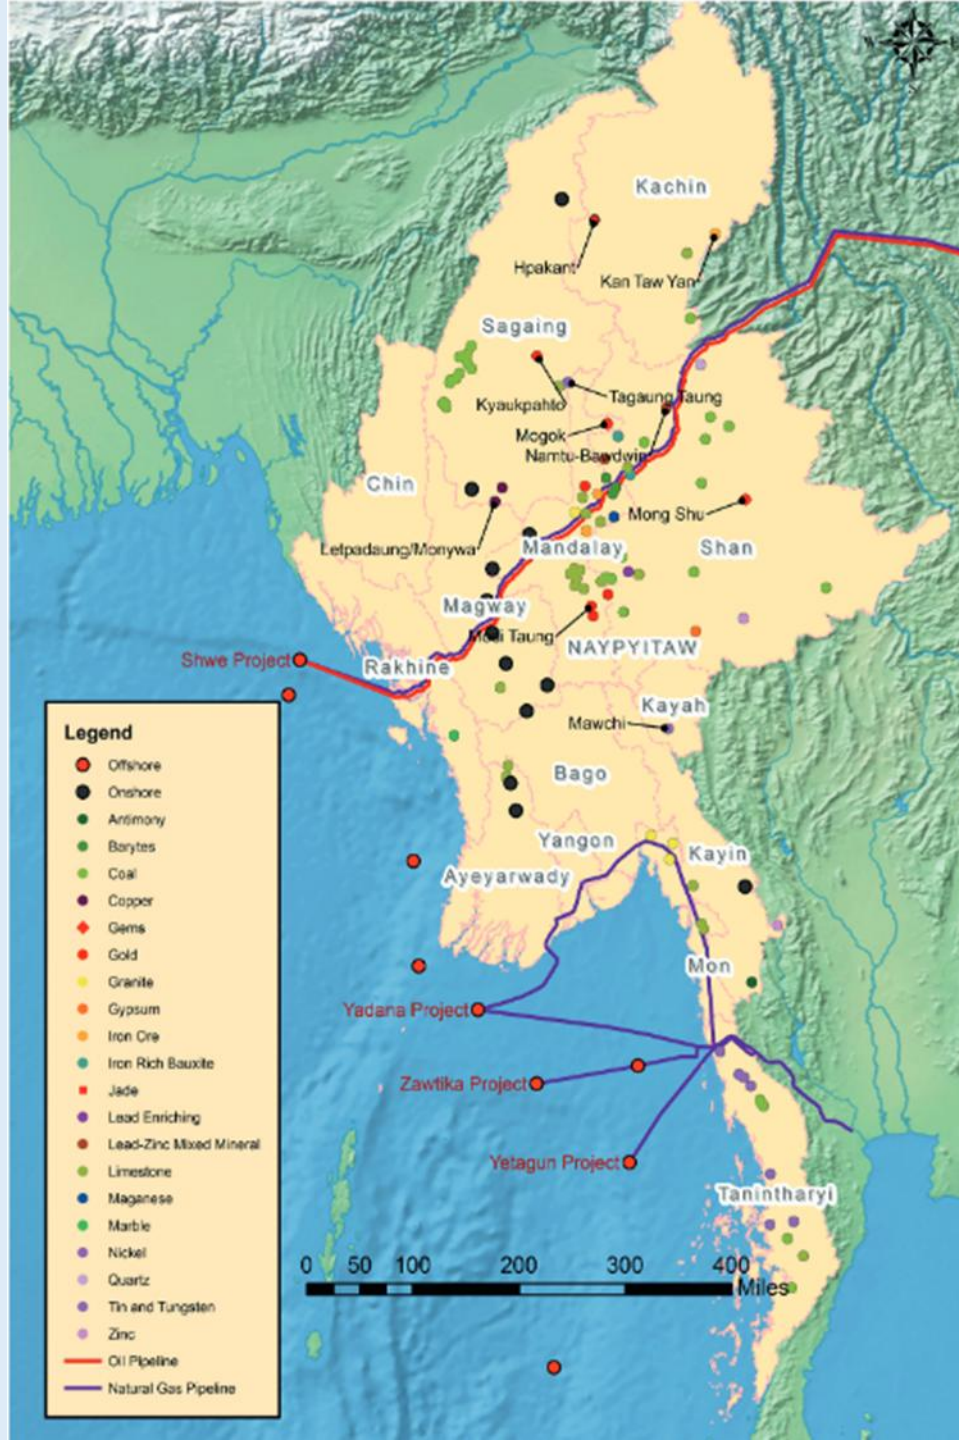 Kachin
Hpakant
Kan Taw Yan
Sagaing
Kyaukpahto
Tagaung Taung
Mogok
Namtu-Bawdwin
Chin
Mong Shu
Letpadaung/Monywa
Mandalay
Shan
Magway
Modi Taung
NAYPYITAW
Shwe Project
Rakhine
Kayah
Mawchi
Bago
Yangon
Kayin
Ayeyarwady
Mon
Yadana Project
Zawtika Project
Yetagun Project
Tanintharyi
0 50 100 200 300 400
Miles
Legend
Offshore
Onshore
Antimony
Barytes
Coal
Copper
Gems
Gold
Granite
Gypsum
Iron Ore
Iron Rich Bauxite
Jade
Lead Enriching
Lead-Zinc Mixed Mineral
Limestone
Maganese
Marble
Nickel
Quartz
Tin and Tungsten
Zinc
Oil Pipeline
Natural Gas Pipeline